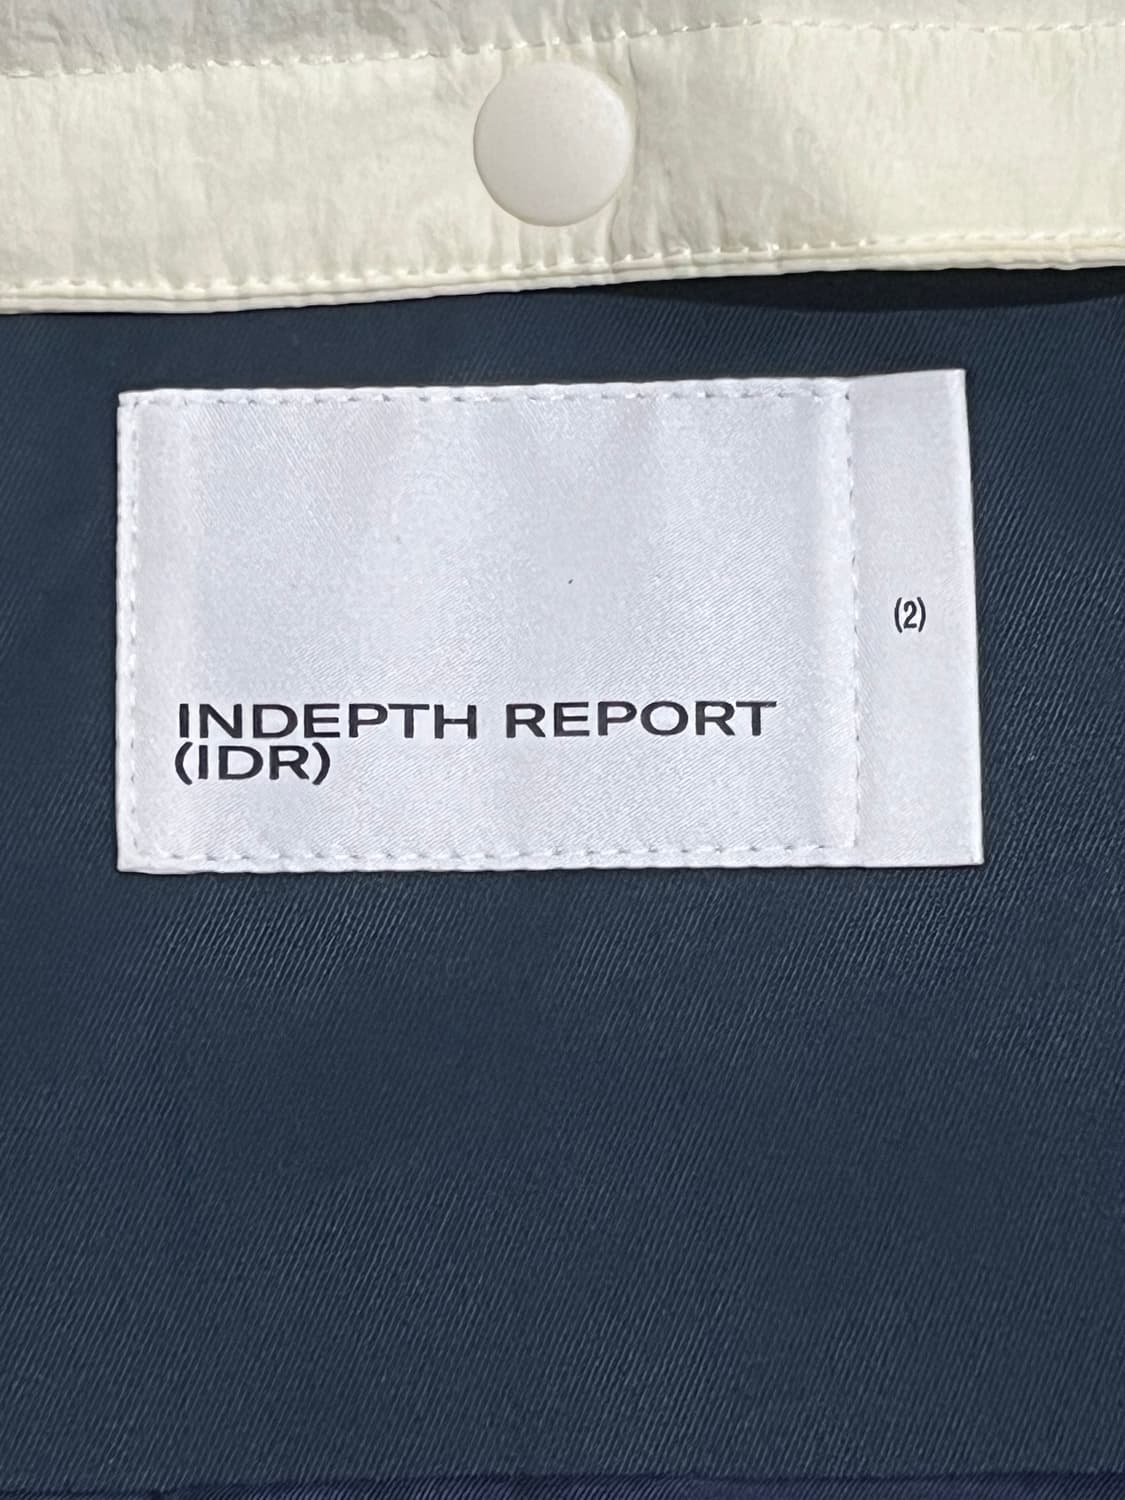 INDEPTH REPORT
(IDR)
(2)